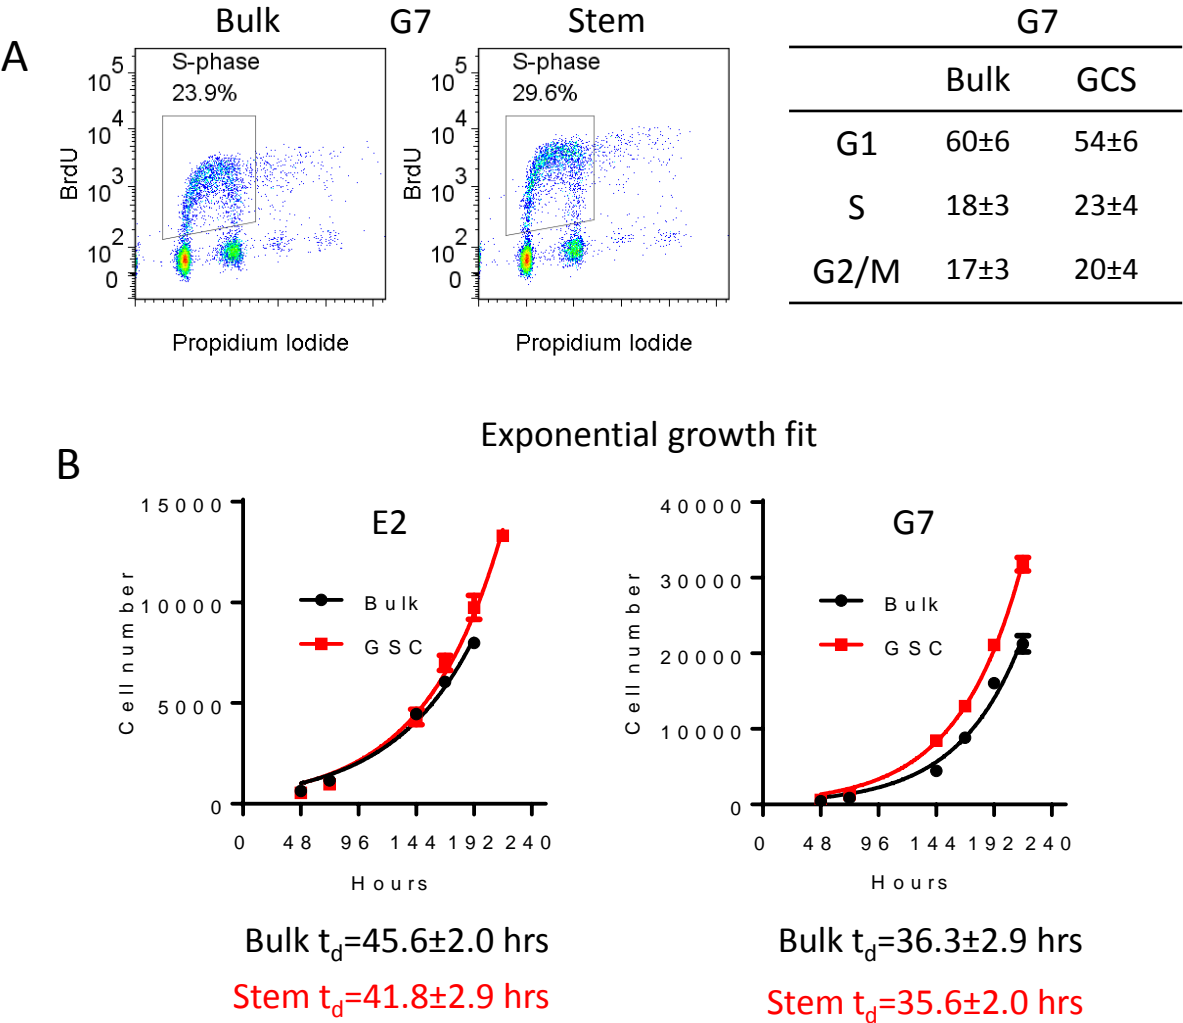 A
Bulk G7 Stem
S-phase
23.9%
10^5
10^4
10^3
10^2
0
BrdU
Propidium Iodide
S-phase
29.6%
10^5
10^4
10^3
10^2
0
BrdU
Propidium Iodide
G7
Bulk GCS
G1 60±6 54±6
S 18±3 23±4
G2/M 17±3 20±4
Exponential growth fit
B
E2
15000
10000
5000
0
Cell number
Bulk
GSC
0 48 96 144 192 240
Hours
Bulk td=45.6±2.0 hrs
Stem td=41.8±2.9 hrs
G7
40000
30000
20000
10000
0
Cell number
Bulk
GSC
0 48 96 144 192 240
Hours
Bulk td=36.3±2.9 hrs
Stem td=35.6±2.0 hrs